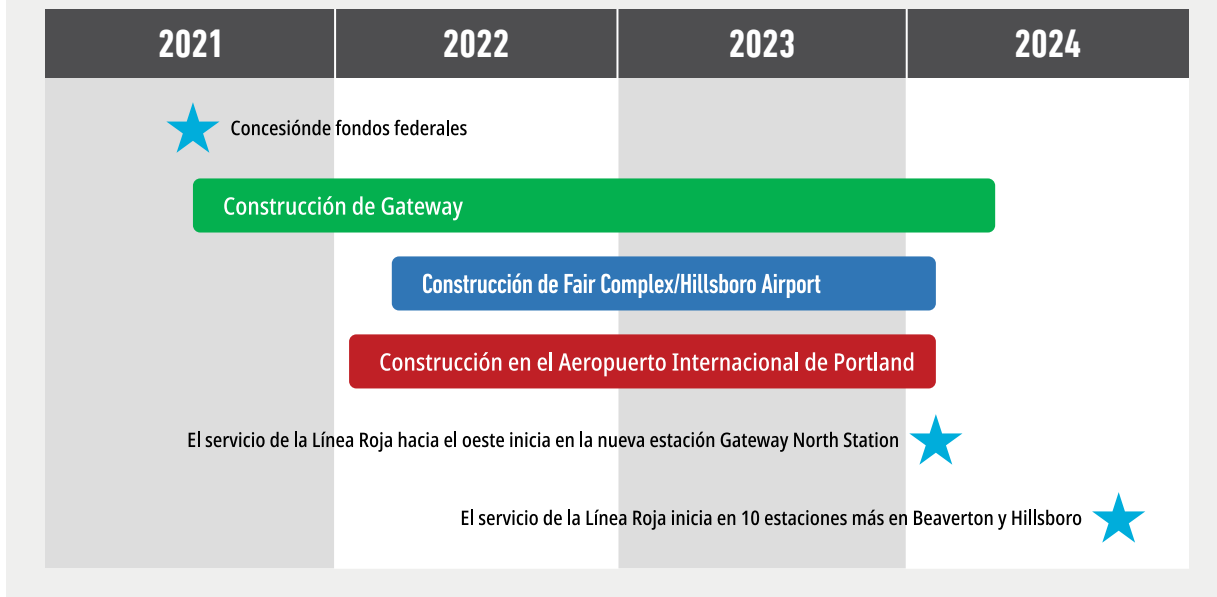 2021 2022 2023 2024
Concesiónde fondos federales
Construcción de Gateway
Construcción de Fair Complex/Hillsboro Airport
Construcción en el Aeropuerto Internacional de Portland
El servicio de la Línea Roja hacia el oeste inicia en la nueva estación Gateway North Station
El servicio de la Línea Roja inicia en 10 estaciones más en Beaverton y Hillsboro